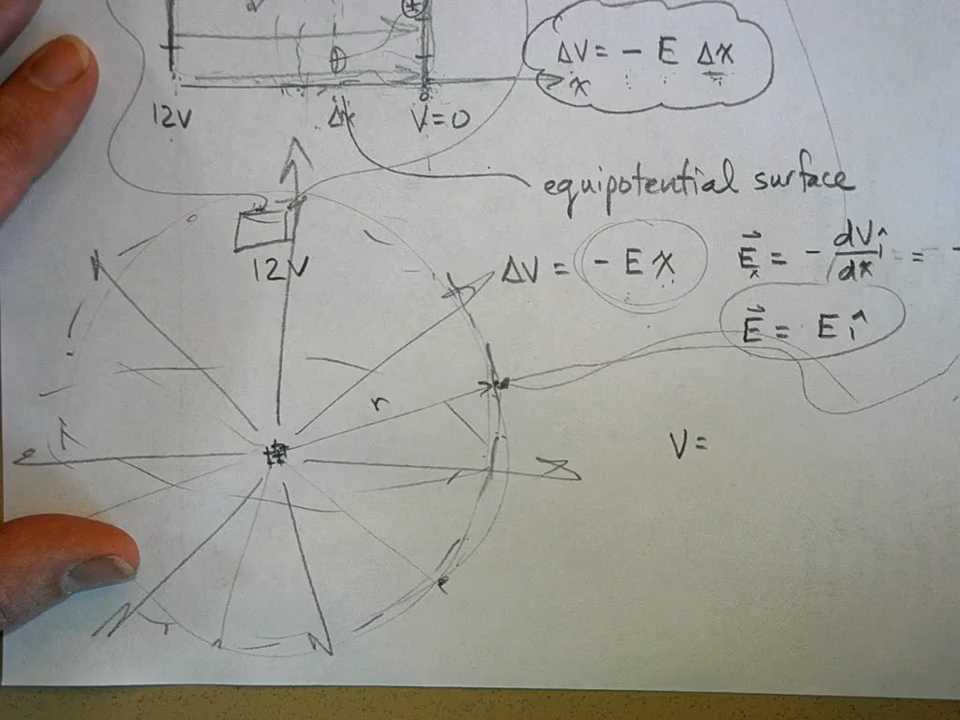 ΔV = - E Δx
x
12V Δx V=0
equipotential surface
12V
ΔV = - E x
E⃗ₓ = - dV/dx î = -
E⃗ = E î
r
V=
+